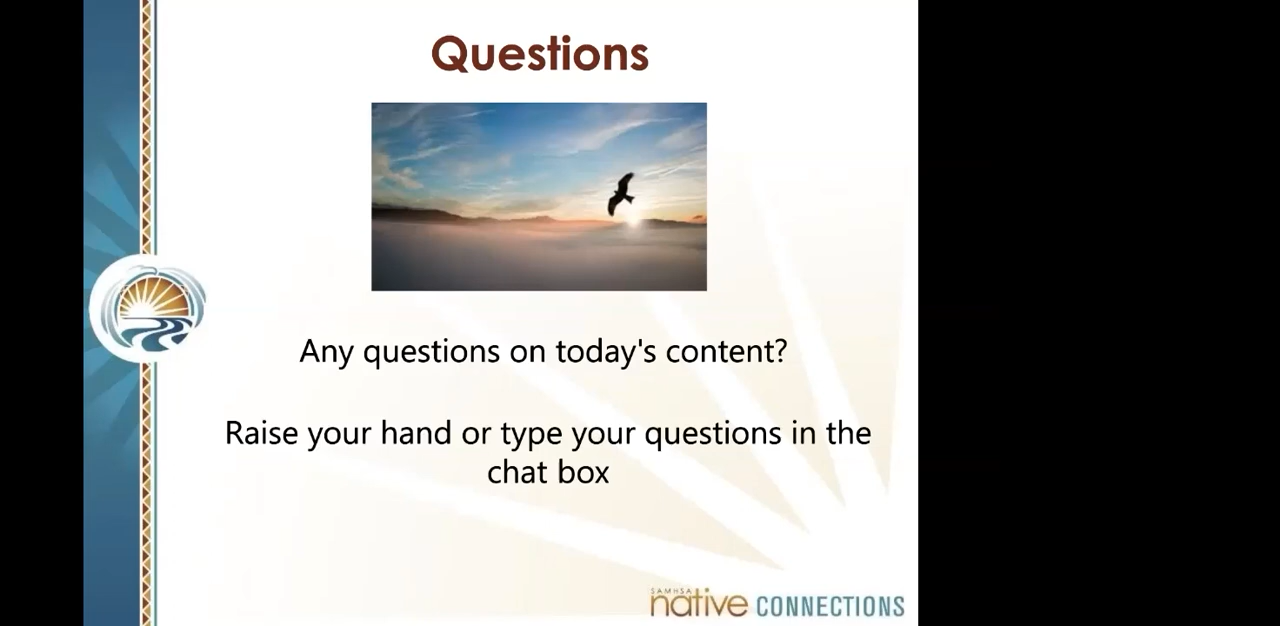 Questions
Any questions on today's content?
Raise your hand or type your questions in the
chat box
SAMHSA
native CONNECTIONS